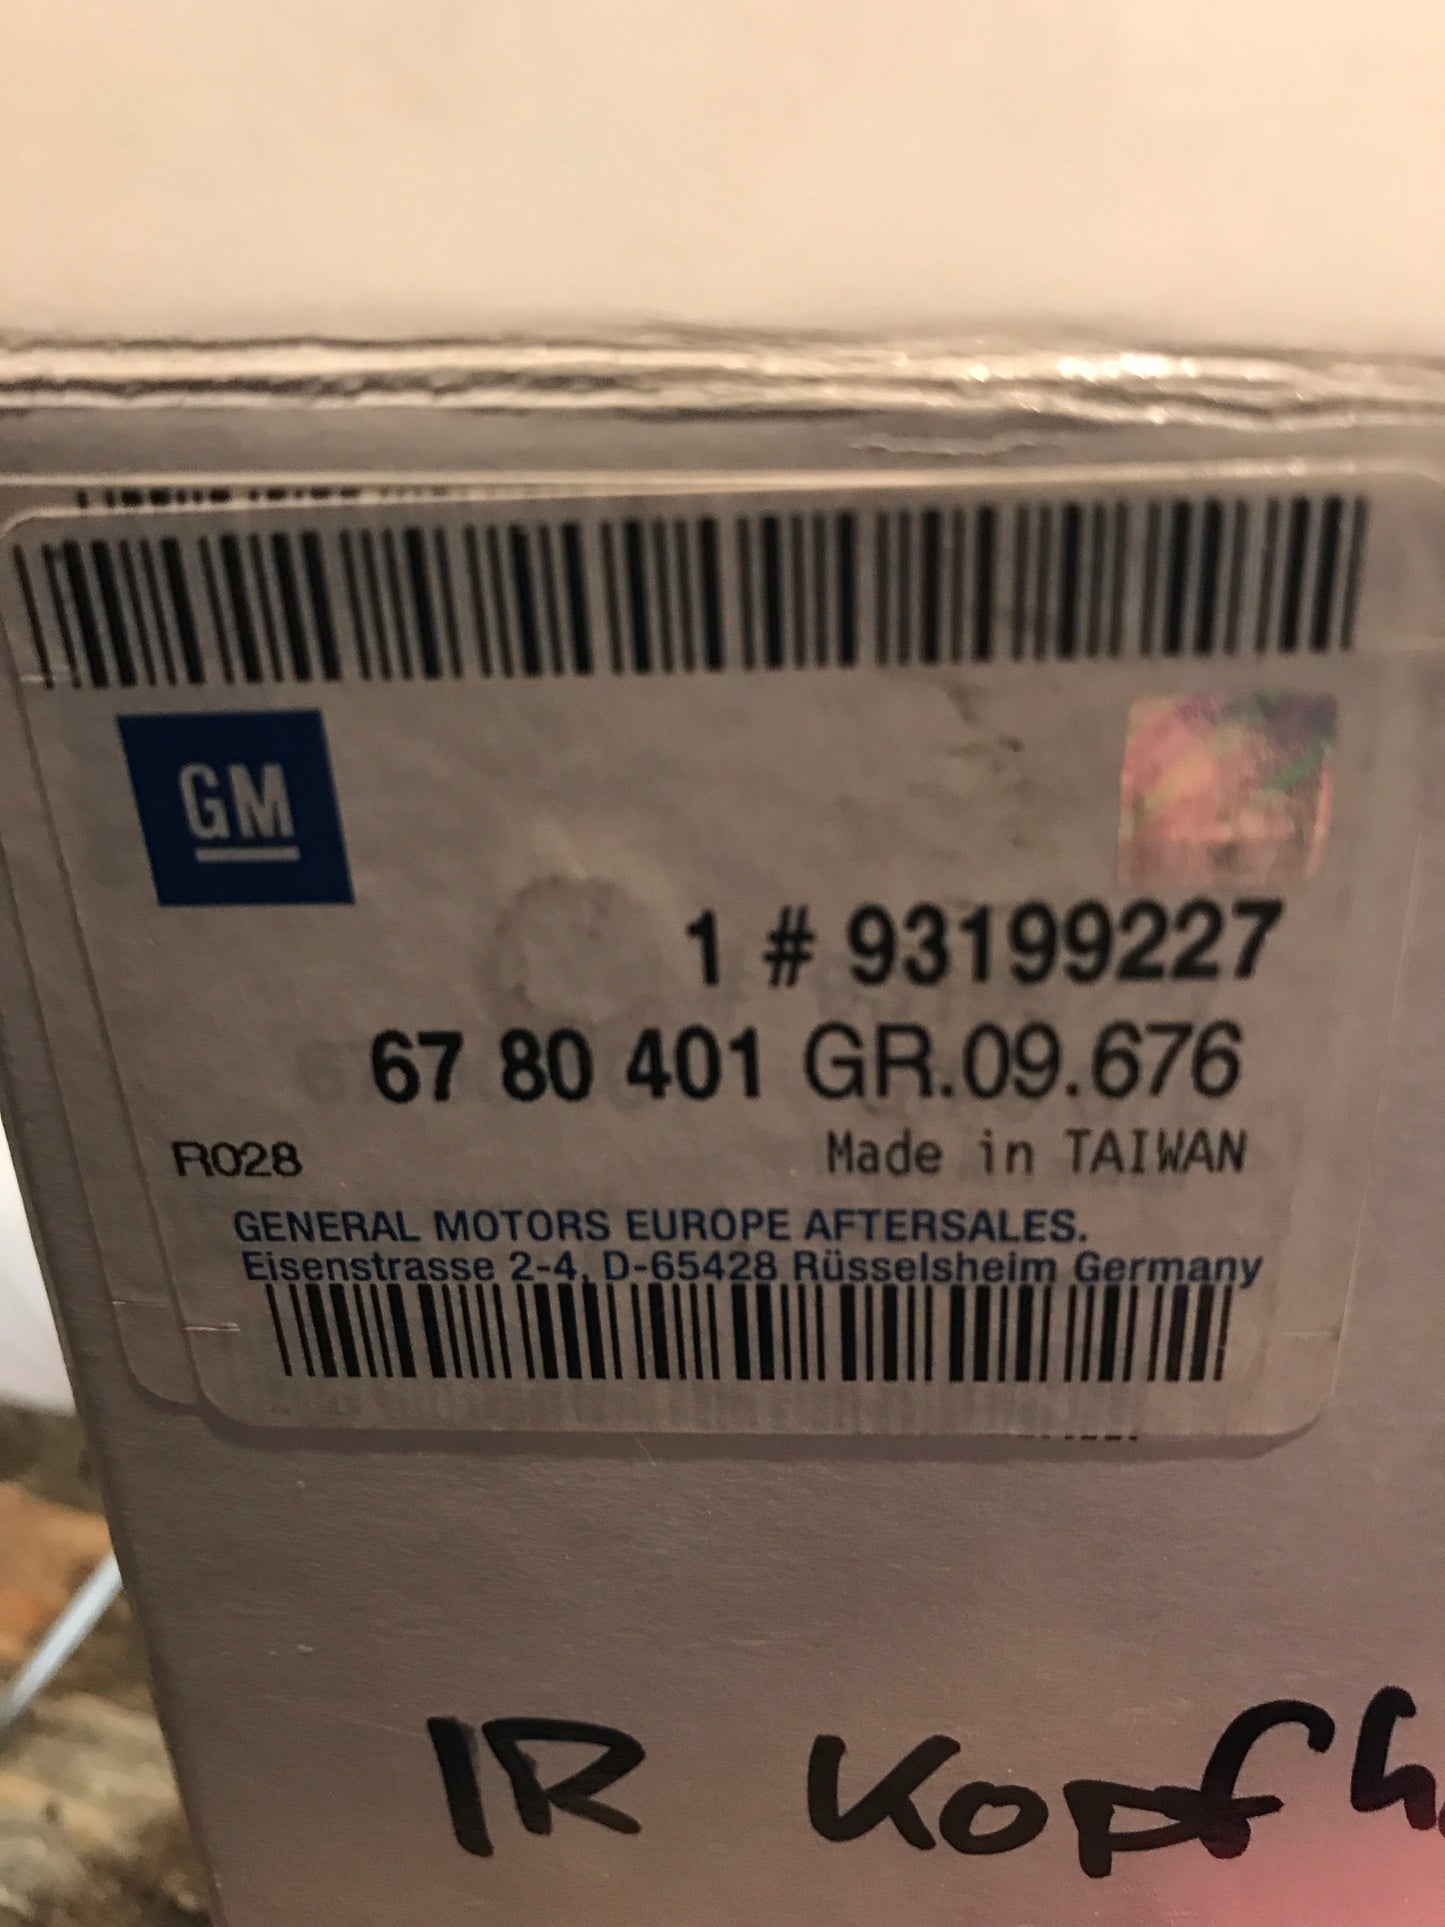 GM
1 # 93199227
67 80 401 GR.09.676
R028 Made in TAIWAN
GENERAL MOTORS EUROPE AFTERSALES.
Eisenstrasse 2-4, D-65428 Rüsselsheim Germany
IR Kopfh